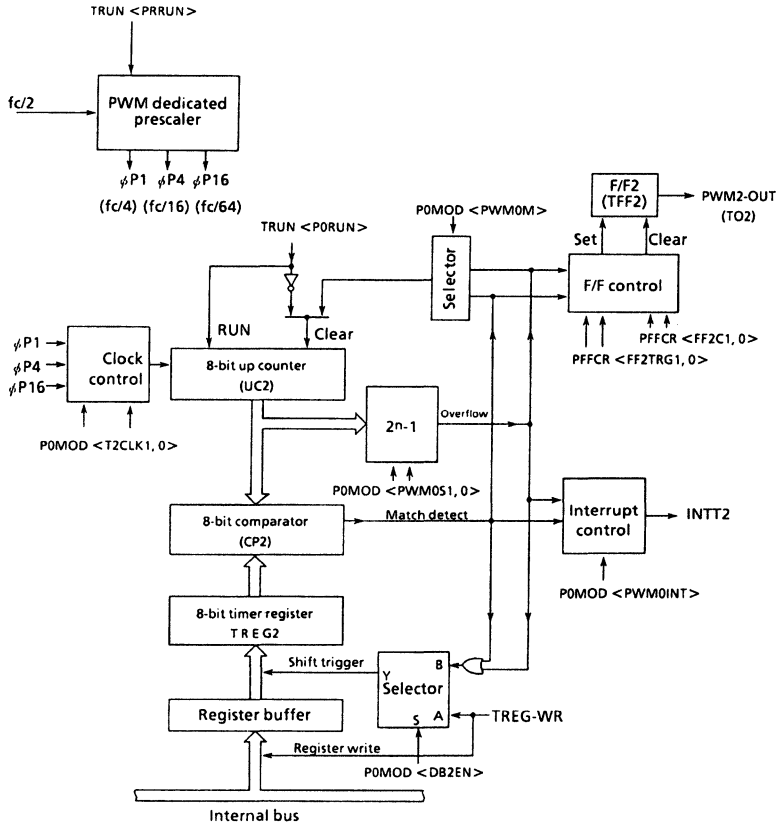 TRUN <PRRUN>
fc/2
PWM dedicated
prescaler
φP1 φP4 φP16
(fc/4) (fc/16) (fc/64)
F/F2
(TFF2)
PWM2-OUT
(TO2)
P0MOD <PWM0M>
TRUN <P0RUN>
Set Clear
Selector
F/F control
RUN
Clear
PFFCR <FF2C1, 0>
PFFCR <FF2TRG1, 0>
φP1
φP4
φP16
Clock
control
8-bit up counter
(UC2)
2n-1
Overflow
P0MOD <T2CLK1, 0>
P0MOD <PWM0S1, 0>
8-bit comparator
(CP2)
Match detect
Interrupt
control
INTT2
P0MOD <PWM0INT>
8-bit timer register
TREG2
Shift trigger
Y
B
Selector
S
A
TREG-WR
Register buffer
Register write
P0MOD <DB2EN>
Internal bus